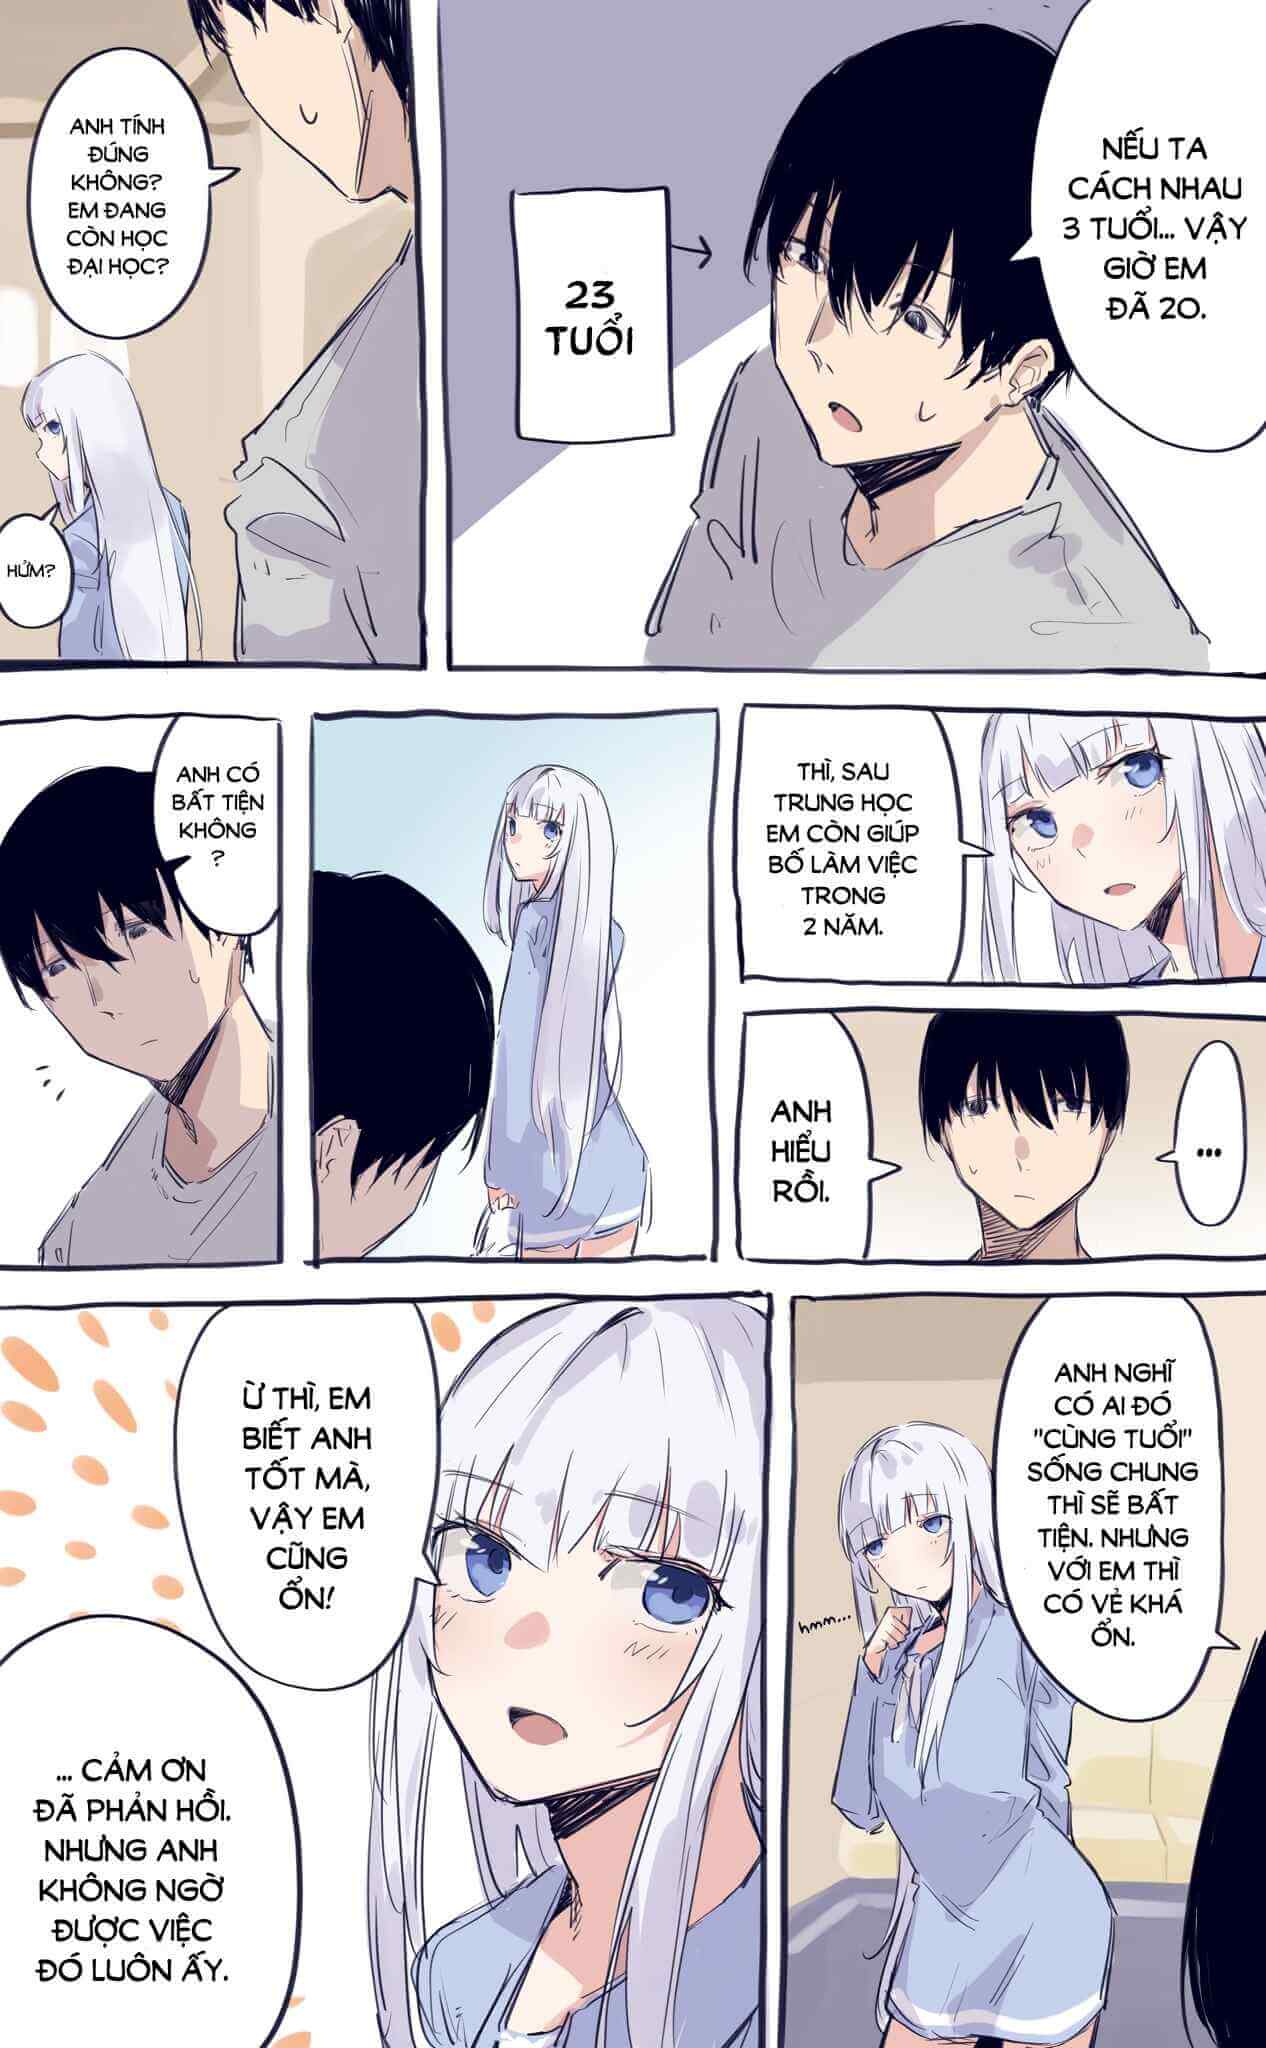 NẾU TA
CÁCH NHAU
3 TUỔI... VẬY
GIỜ EM
ĐÃ 20.
23
TUỔI
ANH TÍNH
ĐÚNG
KHÔNG?
EM ĐANG
CÒN HỌC
ĐẠI HỌC?
HỬM?
THÌ, SAU
TRUNG HỌC
EM CÒN GIÚP
BỐ LÀM VIỆC
TRONG
2 NĂM.
...
ANH
HIỂU
RỒI.
ANH CÓ
BẤT TIỆN
KHÔNG
?
ANH NGHĨ
CÓ AI ĐÓ
"CÙNG TUỔI"
SỐNG CHUNG
THÌ SẼ BẤT
TIỆN. NHƯNG
VỚI EM THÌ
CÓ VẺ KHÁ
ỔN.
hmm...
Ừ THÌ, EM
BIẾT ANH
TỐT MÀ,
VẬY EM
CŨNG
ỔN!
... CẢM ƠN
ĐÃ PHẢN HỒI.
NHƯNG ANH
KHÔNG NGỜ
ĐƯỢC VIỆC
ĐÓ LUÔN ẤY.